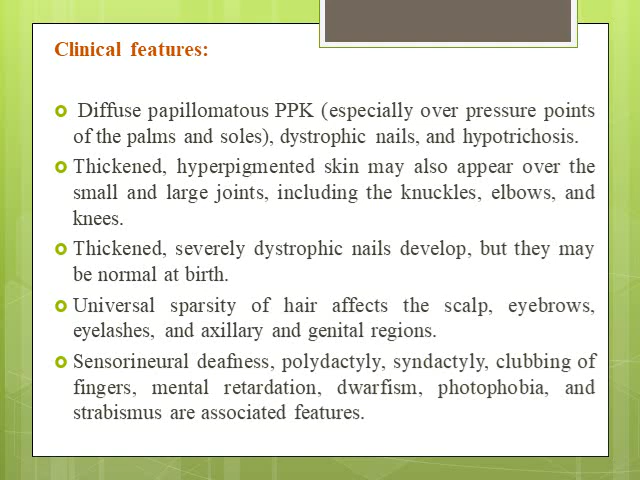 Clinical features:
Diffuse papillomatous PPK (especially over pressure points
of the palms and soles), dystrophic nails, and hypotrichosis.
Thickened, hyperpigmented skin may also appear over the
small and large joints, including the knuckles, elbows, and
knees.
Thickened, severely dystrophic nails develop, but they may
be normal at birth.
Universal sparsity of hair affects the scalp, eyebrows,
eyelashes, and axillary and genital regions.
Sensorineural deafness, polydactyly, syndactyly, clubbing of
fingers, mental retardation, dwarfism, photophobia, and
strabismus are associated features.